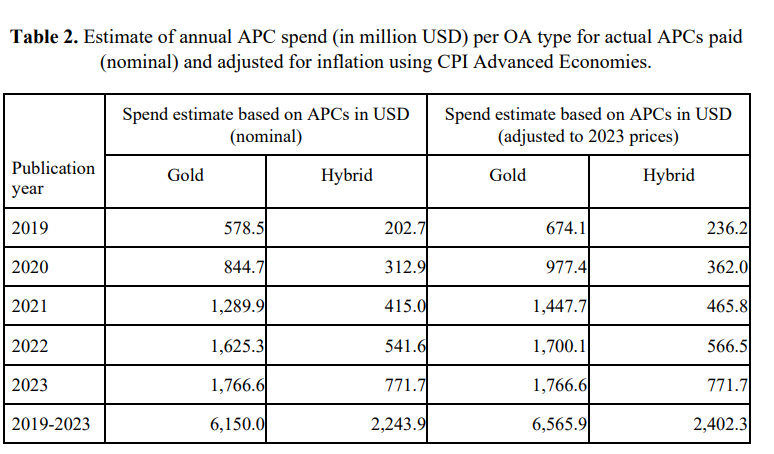 Table 2. Estimate of annual APC spend (in million USD) per OA type for actual APCs paid
(nominal) and adjusted for inflation using CPI Advanced Economies.
Publication year
Spend estimate based on APCs in USD (nominal)
Spend estimate based on APCs in USD (adjusted to 2023 prices)
Gold Hybrid Gold Hybrid
2019 578.5 202.7 674.1 236.2
2020 844.7 312.9 977.4 362.0
2021 1,289.9 415.0 1,447.7 465.8
2022 1,625.3 541.6 1,700.1 566.5
2023 1,766.6 771.7 1,766.6 771.7
2019-2023 6,150.0 2,243.9 6,565.9 2,402.3